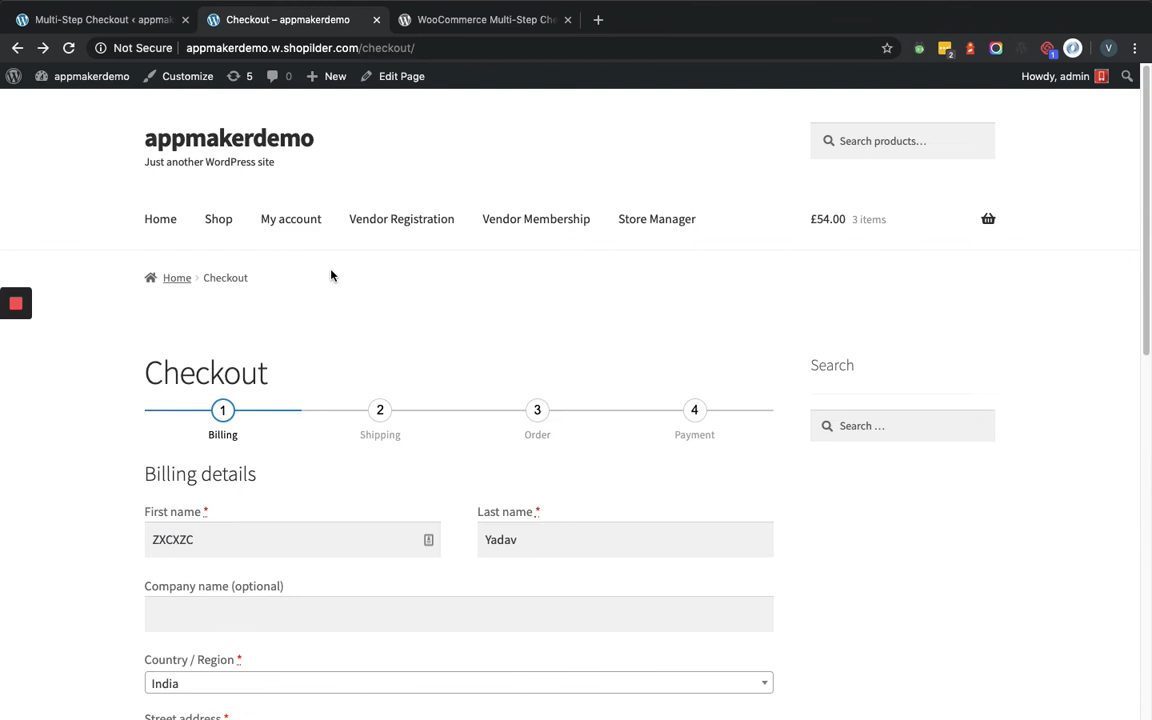 Multi-Step Checkout ‹ appmak
Checkout – appmakerdemo
WooCommerce Multi-Step Che
Not Secure
appmakerdemo.w.shopilder.com/checkout/
2
1
V
appmakerdemo
Customize
5
0
New
Edit Page
Howdy, admin
appmakerdemo
Just another WordPress site
Search products…
Home
Shop
My account
Vendor Registration
Vendor Membership
Store Manager
£54.00 3 items
Home › Checkout
Checkout
Search
1
2
3
4
Billing
Shipping
Order
Payment
Search …
Billing details
First name *
Last name *
ZXCXZC
Yadav
Company name (optional)
Country / Region *
India
Street address *